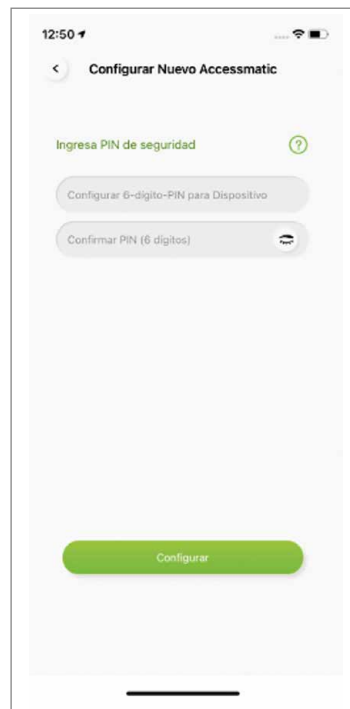 12:50
Configurar Nuevo Accessmatic
Ingresa PIN de seguridad
?
Configurar 6-digito-PIN para Dispositivo
Confirmar PIN (6 dígitos)
Configurar